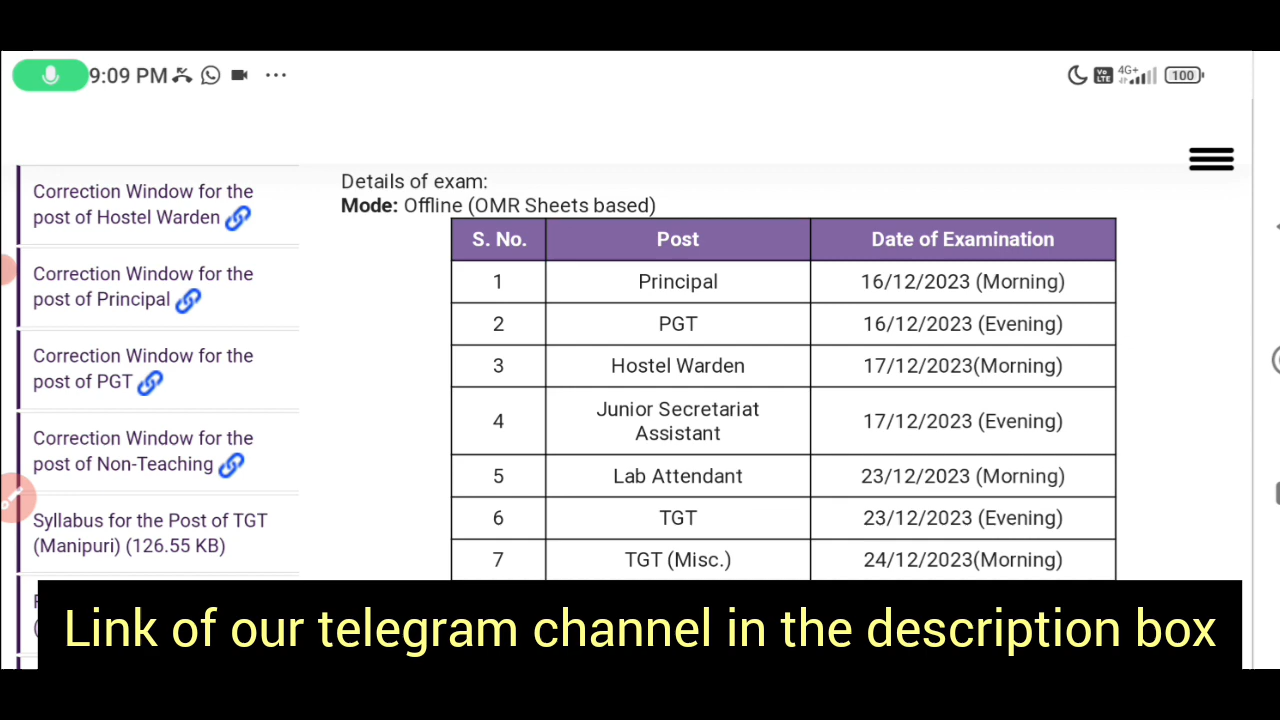 9:09 PM
4G+
Vo LTE
100
Correction Window for the
post of Hostel Warden
Correction Window for the
post of Principal
Correction Window for the
post of PGT
Correction Window for the
post of Non-Teaching
Syllabus for the Post of TGT
(Manipuri) (126.55 KB)
Details of exam:
Mode: Offline (OMR Sheets based)
S. No. Post Date of Examination
1 Principal 16/12/2023 (Morning)
2 PGT 16/12/2023 (Evening)
3 Hostel Warden 17/12/2023(Morning)
4 Junior Secretariat
Assistant 17/12/2023 (Evening)
5 Lab Attendant 23/12/2023 (Morning)
6 TGT 23/12/2023 (Evening)
7 TGT (Misc.) 24/12/2023(Morning)
Link of our telegram channel in the description box